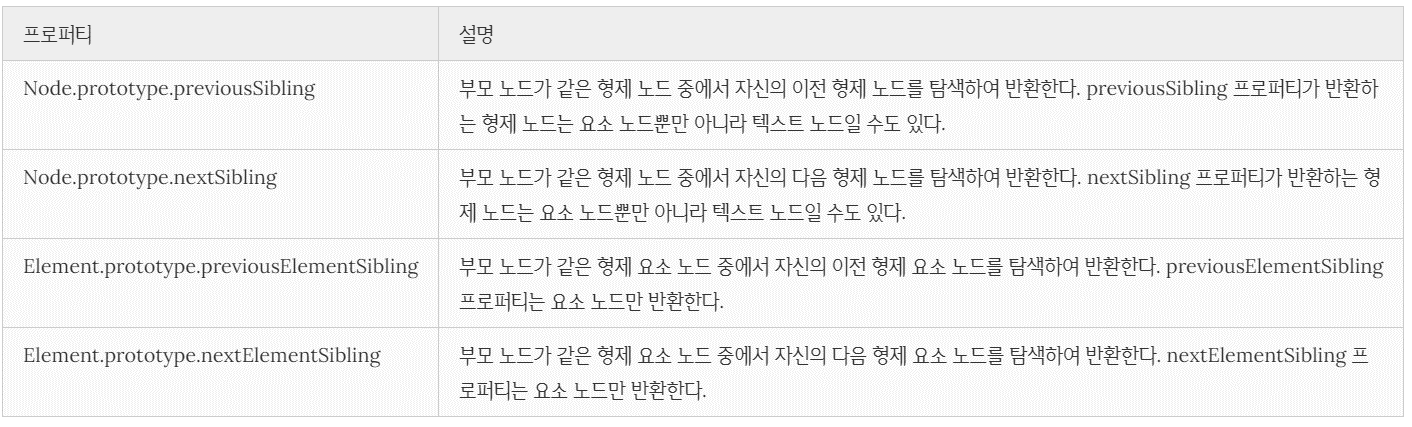 프로퍼티 설명
Node.prototype.previousSibling 부모 노드가 같은 형제 노드 중에서 자신의 이전 형제 노드를 탐색하여 반환한다. previousSibling 프로퍼티가 반환하
는 형제 노드는 요소 노드뿐만 아니라 텍스트 노드일 수도 있다.
Node.prototype.nextSibling 부모 노드가 같은 형제 노드 중에서 자신의 다음 형제 노드를 탐색하여 반환한다. nextSibling 프로퍼티가 반환하는 형
제 노드는 요소 노드뿐만 아니라 텍스트 노드일 수도 있다.
Element.prototype.previousElementSibling 부모 노드가 같은 형제 요소 노드 중에서 자신의 이전 형제 요소 노드를 탐색하여 반환한다. previousElementSibling
프로퍼티는 요소 노드만 반환한다.
Element.prototype.nextElementSibling 부모 노드가 같은 형제 요소 노드 중에서 자신의 다음 형제 요소 노드를 탐색하여 반환한다. nextElementSibling 프
로퍼티는 요소 노드만 반환한다.